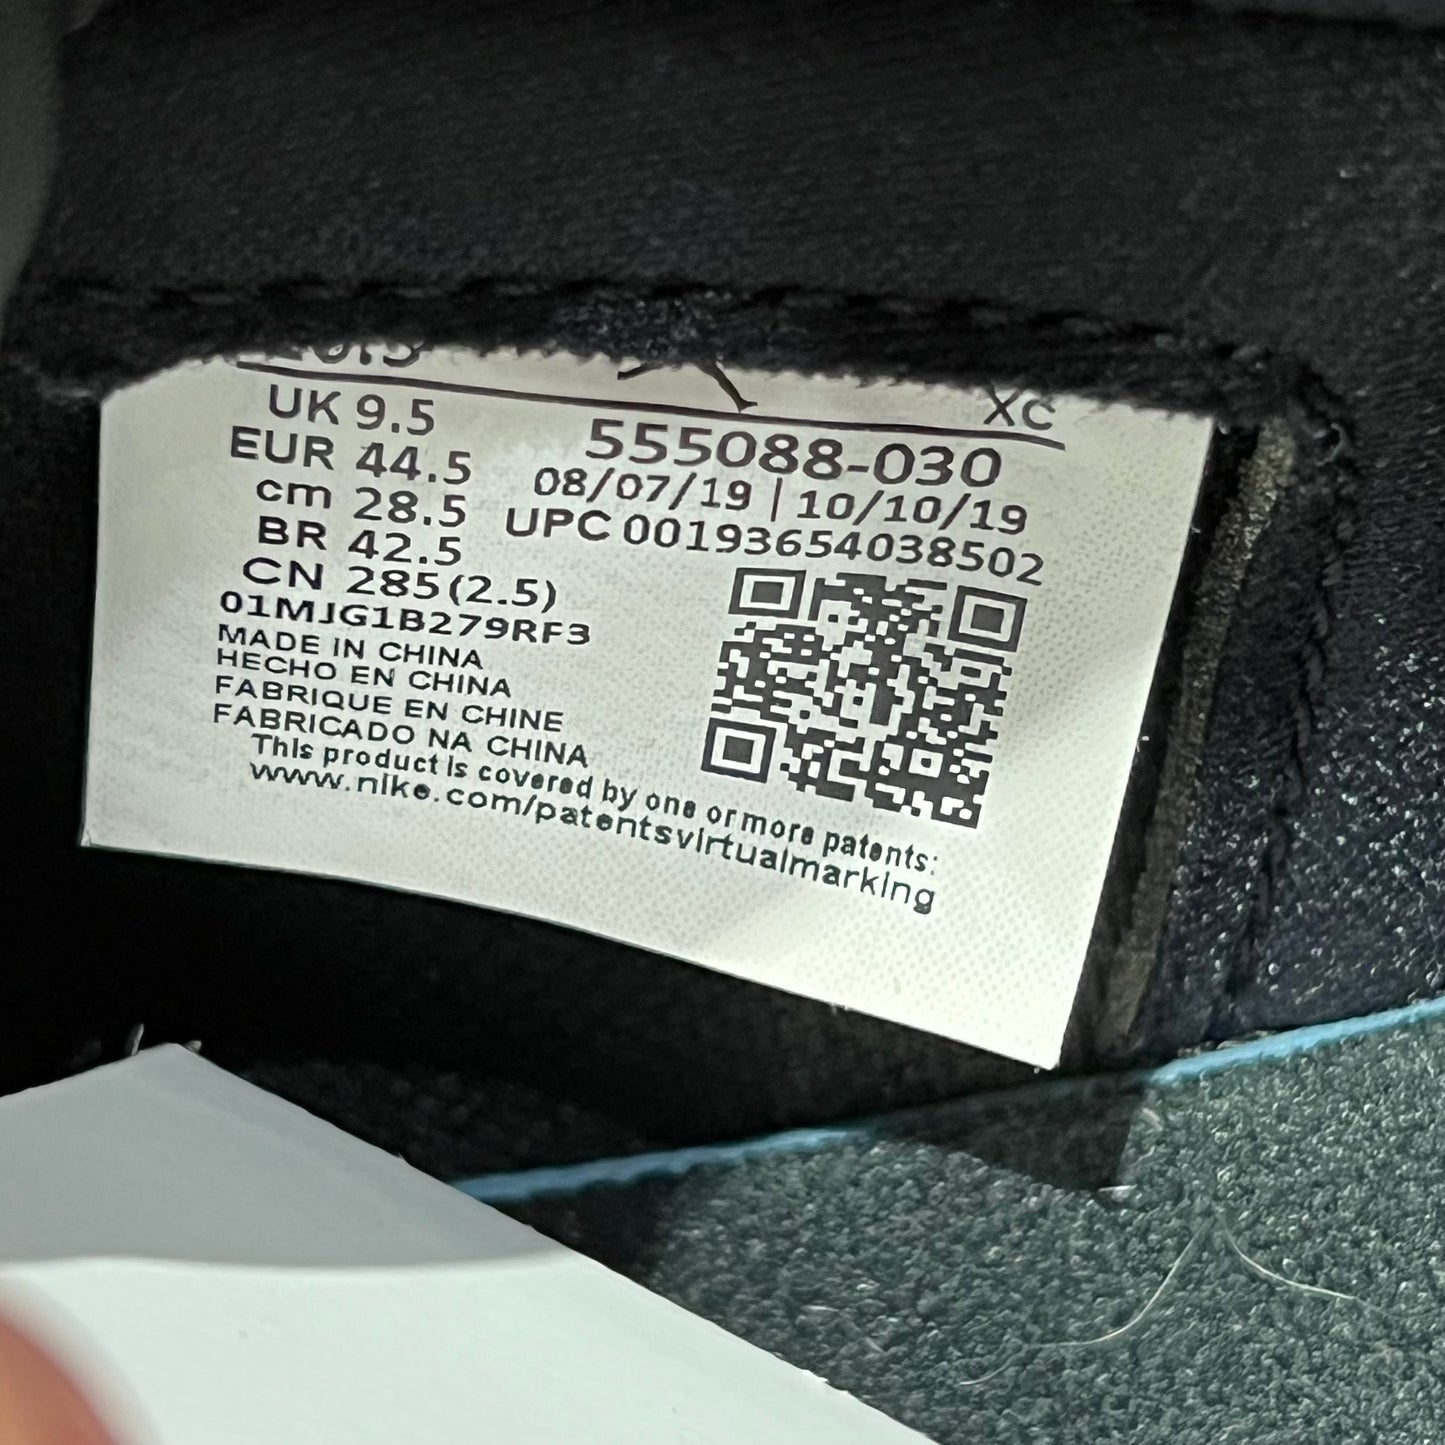 XC
UK 9.5
EUR 44.5
cm 28.5
BR 42.5
CN 285(2.5)
555088-030
08/07/19 | 10/10/19
UPC 00193654038502
01MJG1B279RF3
MADE IN CHINA
HECHO EN CHINA
FABRIQUE EN CHINE
FABRICADO NA CHINA
This product is covered by one or more patents:
www.nike.com/patentsvirtualmarking